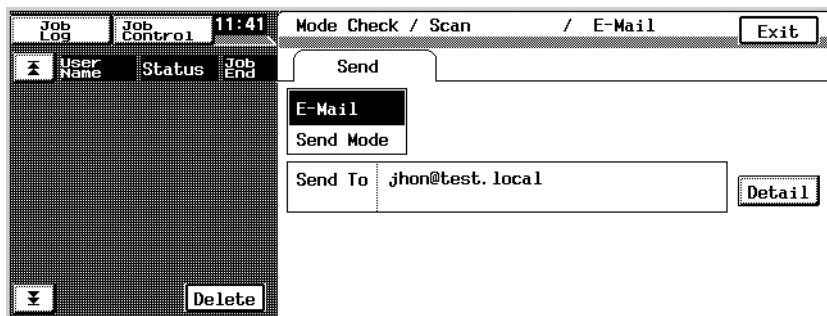 Job Log
Job Control
11:41
User Name
Status
Job End
Delete
Mode Check / Scan / E-Mail
Exit
Send
E-Mail
Send Mode
Send To jhon@test.local
Detail